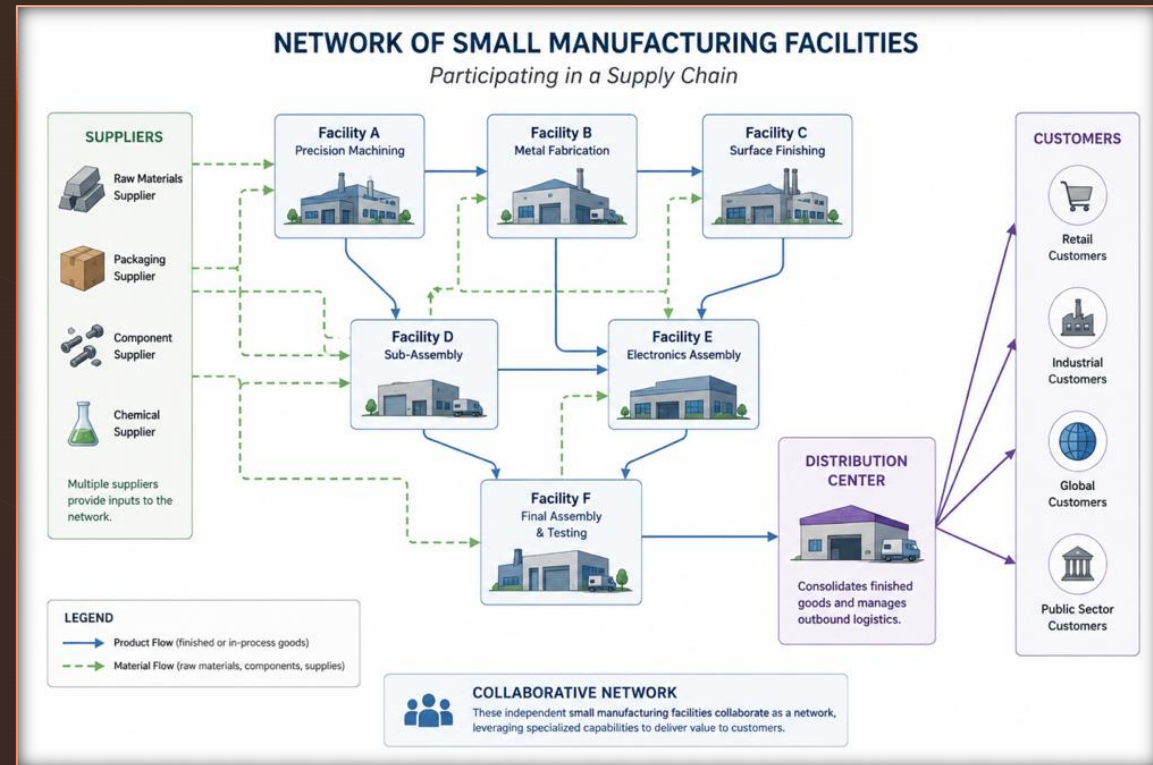 NETWORK OF SMALL MANUFACTURING FACILITIES
Participating in a Supply Chain
SUPPLIERS
Raw Materials
Supplier
Packaging
Supplier
Component
Supplier
Chemical
Supplier
Multiple suppliers
provide inputs to the
network.
Facility A
Precision Machining
Facility B
Metal Fabrication
Facility C
Surface Finishing
Facility D
Sub-Assembly
Facility E
Electronics Assembly
Facility F
Final Assembly
& Testing
DISTRIBUTION
CENTER
Consolidates finished
goods and manages
outbound logistics.
CUSTOMERS
Retail
Customers
Industrial
Customers
Global
Customers
Public Sector
Customers
LEGEND
Product Flow (finished or in-process goods)
Material Flow (raw materials, components, supplies)
COLLABORATIVE NETWORK
These independent small manufacturing facilities collaborate as a network,
leveraging specialized capabilities to deliver value to customers.